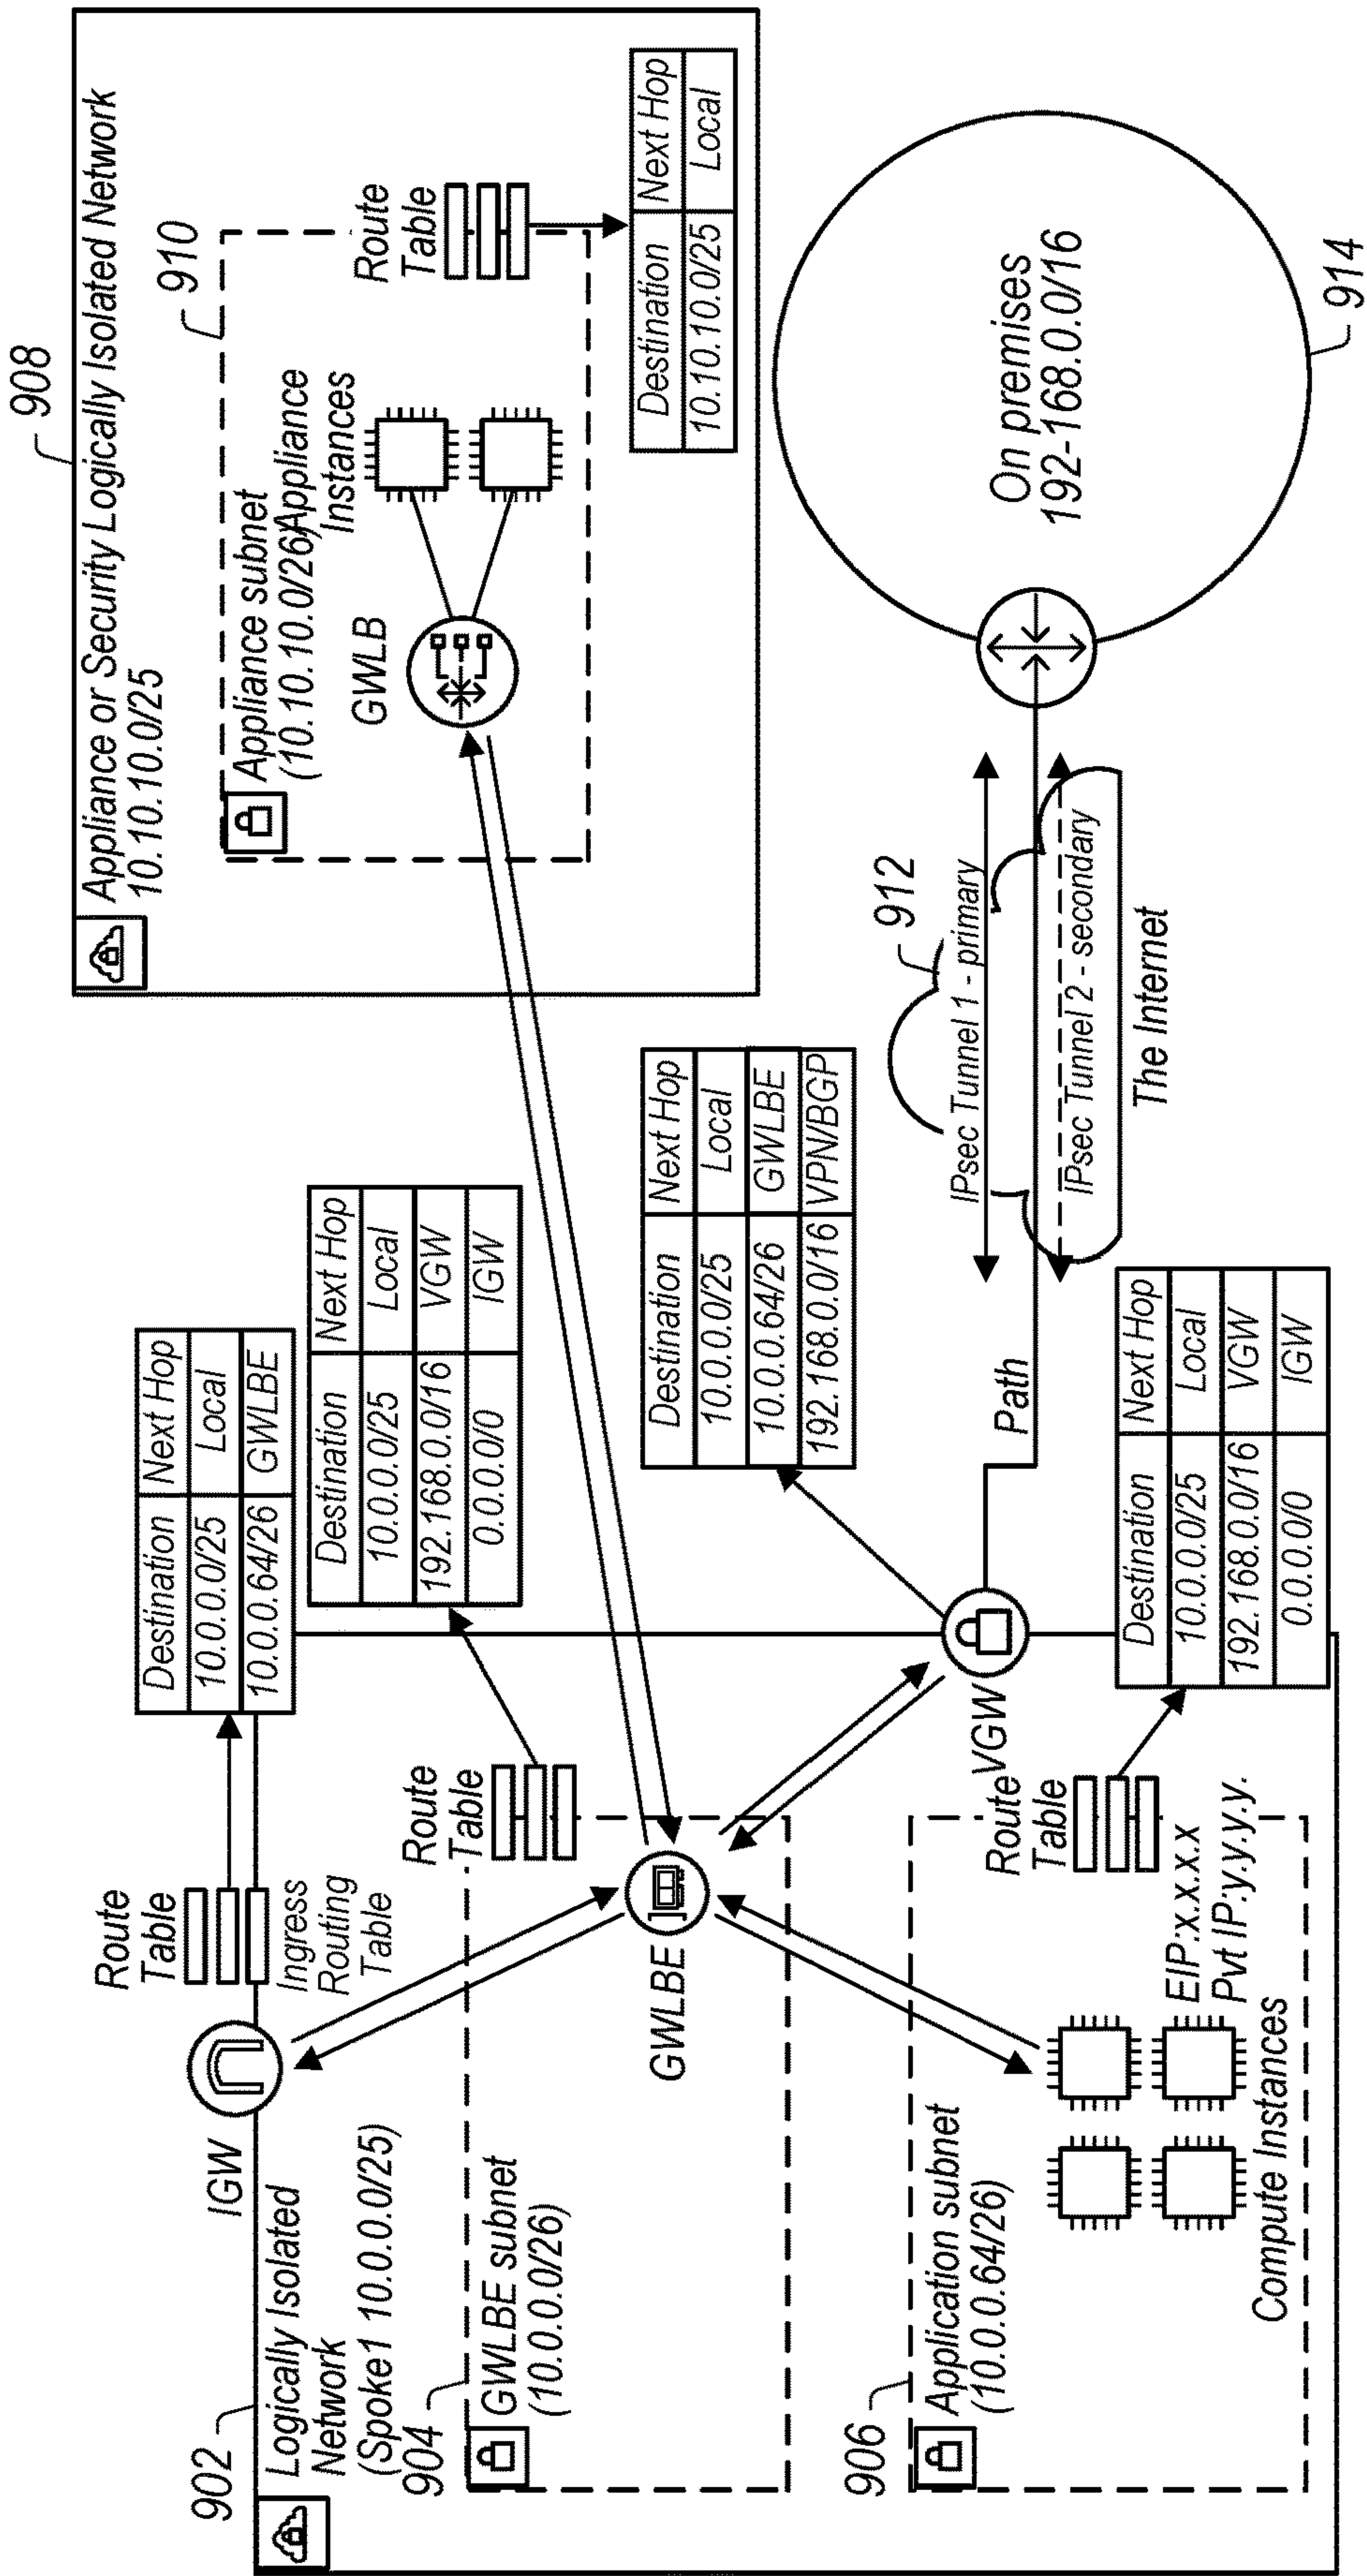 908
Appliance or Security Logically Isolated Network
10.10.10.0/25
910
Appliance subnet
(10.10.10.0/26)
Appliance
Instances
GWLB
Route
Table
Destination Next Hop
10.10.10.0/25 Local
902
Logically Isolated
Network
(Spoke1 10.0.0.0/25)
IGW
Route
Table
Ingress
Routing
Table
Destination Next Hop
10.0.0.0/25 Local
10.0.0.64/26 GWLBE
904
GWLBE subnet
(10.0.0.0/26)
GWLBE
Route
Table
Destination Next Hop
10.0.0.0/25 Local
192.168.0.0/16 VGW
0.0.0.0/0 IGW
VGW
Destination Next Hop
10.0.0.0/25 Local
10.0.0.64/26 GWLBE
192.168.0.0/16 VPN/BGP
906
Application subnet
(10.0.0.64/26)
Route
Table
EIP:x.x.x.x
Pvt IP:y.y.y.y.
Compute Instances
Destination Next Hop
10.0.0.0/25 Local
192.168.0.0/16 VGW
0.0.0.0/0 IGW
Path
912
IPsec Tunnel 1 - primary
IPsec Tunnel 2 - secondary
The Internet
On premises
192-168.0.0/16
914